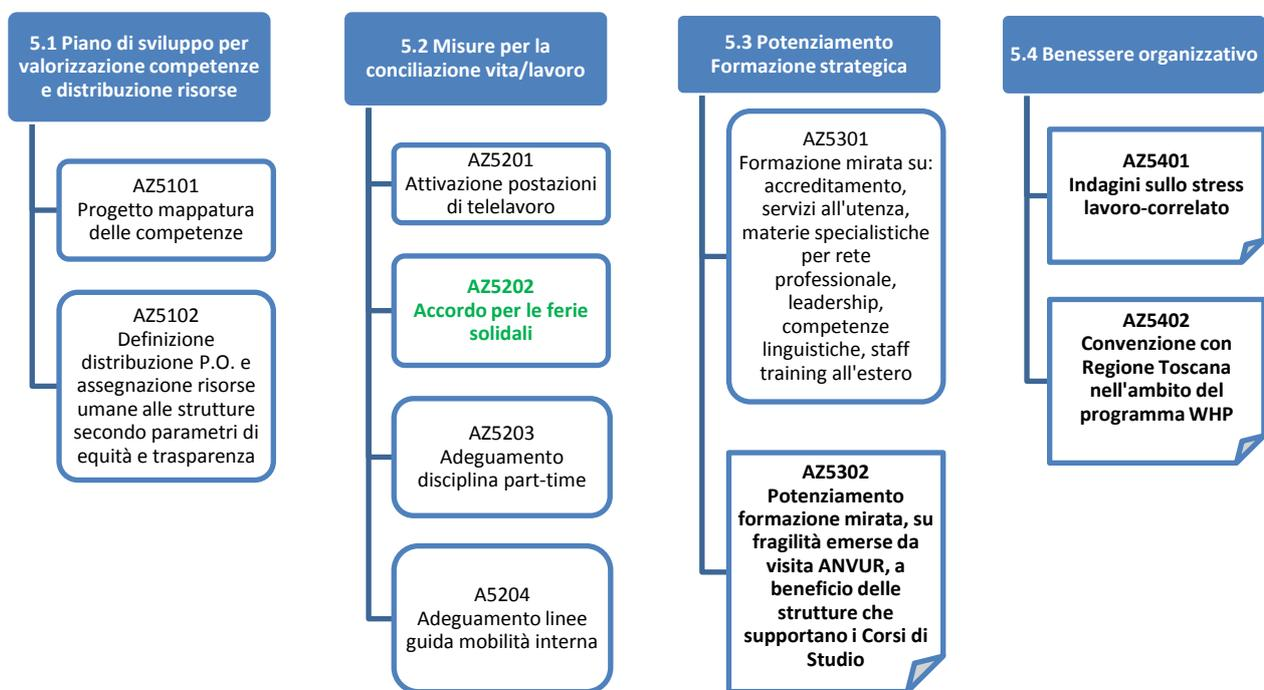 5.1 Piano di sviluppo per
valorizzazione competenze
e distribuzione risorse
AZ5101
Progetto mappatura
delle competenze
AZ5102
Definizione
distribuzione P.O. e
assegnazione risorse
umane alle strutture
secondo parametri di
equità e trasparenza
5.2 Misure per la
conciliazione vita/lavoro
AZ5201
Attivazione postazioni
di telelavoro
AZ5202
Accordo per le ferie
solidali
AZ5203
Adeguamento
disciplina part-time
A5204
Adeguamento linee
guida mobilità interna
5.3 Potenziamento
Formazione strategica
AZ5301
Formazione mirata su:
accreditamento,
servizi all'utenza,
materie specialistiche
per rete
professionale,
leadership,
competenze
linguistiche, staff
training all'estero
AZ5302
Potenziamento
formazione mirata, su
fragilità emerse da
visita ANVUR, a
beneficio delle
strutture che
supportano i Corsi di
Studio
5.4 Benessere organizzativo
AZ5401
Indagini sullo stress
lavoro-correlato
AZ5402
Convenzione con
Regione Toscana
nell'ambito del
programma WHP